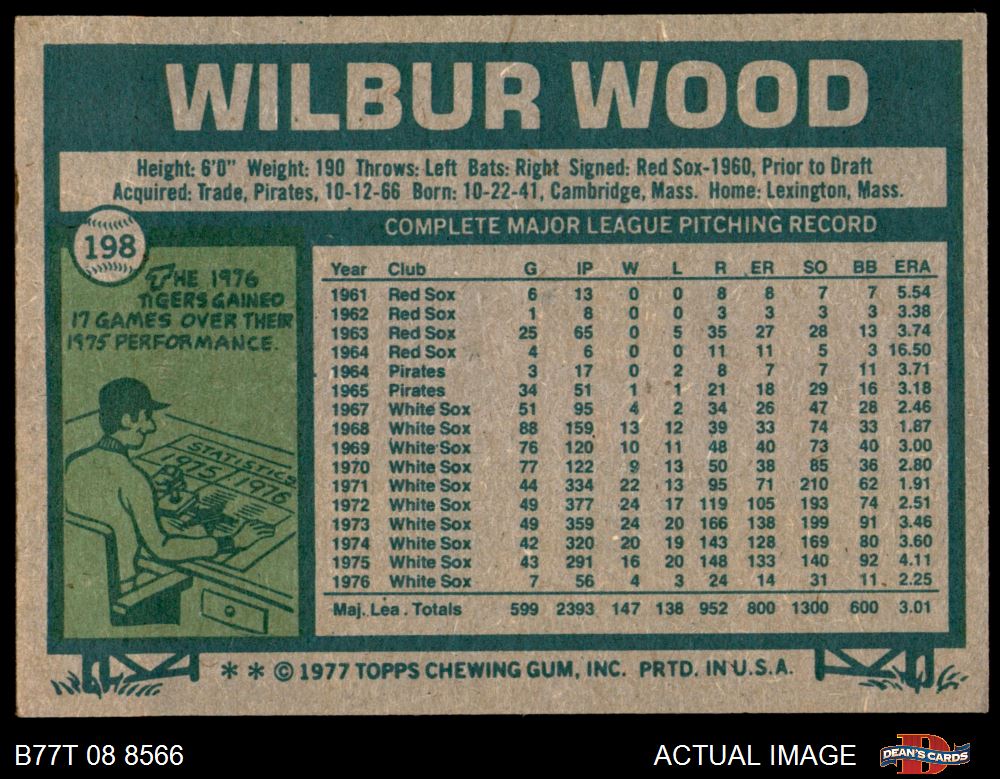 WILBUR WOOD
Height: 6'0" Weight: 190 Throws: Left Bats: Right Signed: Red Sox-1960, Prior to Draft
Acquired: Trade, Pirates, 10-12-66 Born: 10-22-41, Cambridge, Mass. Home: Lexington, Mass.
198
THE 1976
TIGERS GAINED
17 GAMES OVER THEIR
1975 PERFORMANCE.
STATISTICS
1975 1976
COMPLETE MAJOR LEAGUE PITCHING RECORD
Year Club G IP W L R ER SO BB ERA
1961 Red Sox 6 13 0 0 8 8 7 7 5.54
1962 Red Sox 1 8 0 0 3 3 3 3 3.38
1963 Red Sox 25 65 0 5 35 27 28 13 3.74
1964 Red Sox 4 6 0 0 11 11 5 3 16.50
1964 Pirates 3 17 0 2 8 7 7 11 3.71
1965 Pirates 34 51 1 1 21 18 29 16 3.18
1967 White Sox 51 95 4 2 34 26 47 28 2.46
1968 White Sox 88 159 13 12 39 33 74 33 1.87
1969 White Sox 76 120 10 11 48 40 73 40 3.00
1970 White Sox 77 122 9 13 50 38 85 36 2.80
1971 White Sox 44 334 22 13 95 71 210 62 1.91
1972 White Sox 49 377 24 17 119 105 193 74 2.51
1973 White Sox 49 359 24 20 166 138 199 91 3.46
1974 White Sox 42 320 20 19 143 128 169 80 3.60
1975 White Sox 43 291 16 20 148 133 140 92 4.11
1976 White Sox 7 56 4 3 24 14 31 11 2.25
Maj. Lea. Totals 599 2393 147 138 952 800 1300 600 3.01
* * © 1977 TOPPS CHEWING GUM, INC. PRTD. IN U.S.A.
B77T 08 8566
ACTUAL IMAGE
D
DEAN'S CARDS